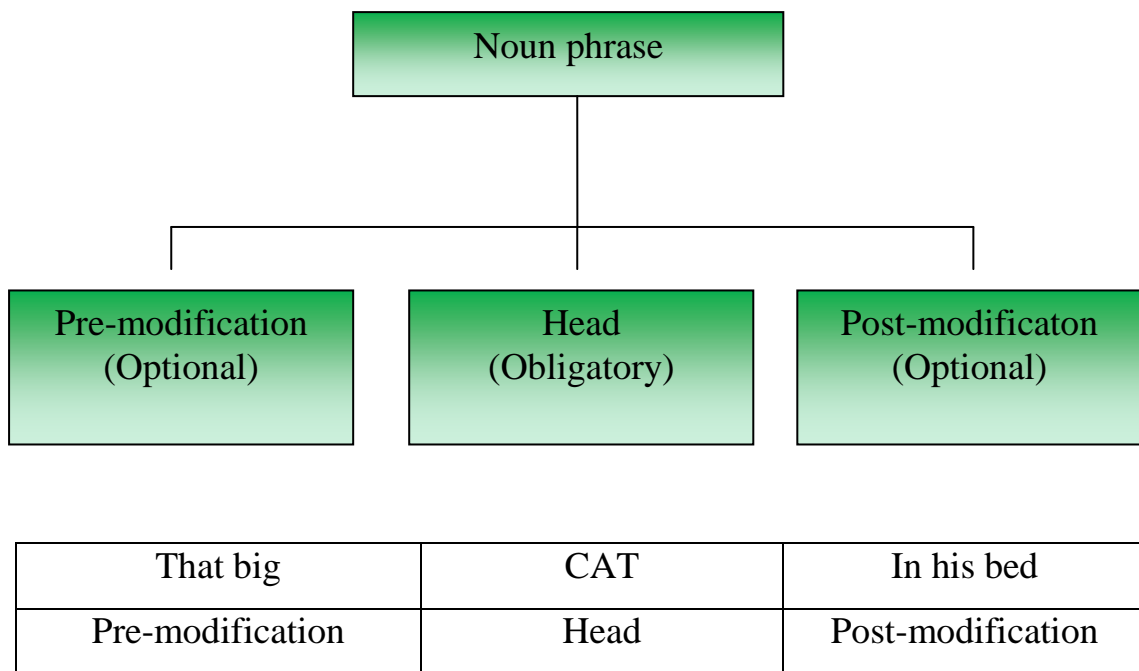 Noun phrase
Pre-modification
(Optional)
Head
(Obligatory)
Post-modificaton
(Optional)
That big
CAT
In his bed
Pre-modification
Head
Post-modification